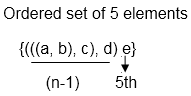 Ordered set of 5 elements
{(((a, b), c), d) e}
(n-1) 5th